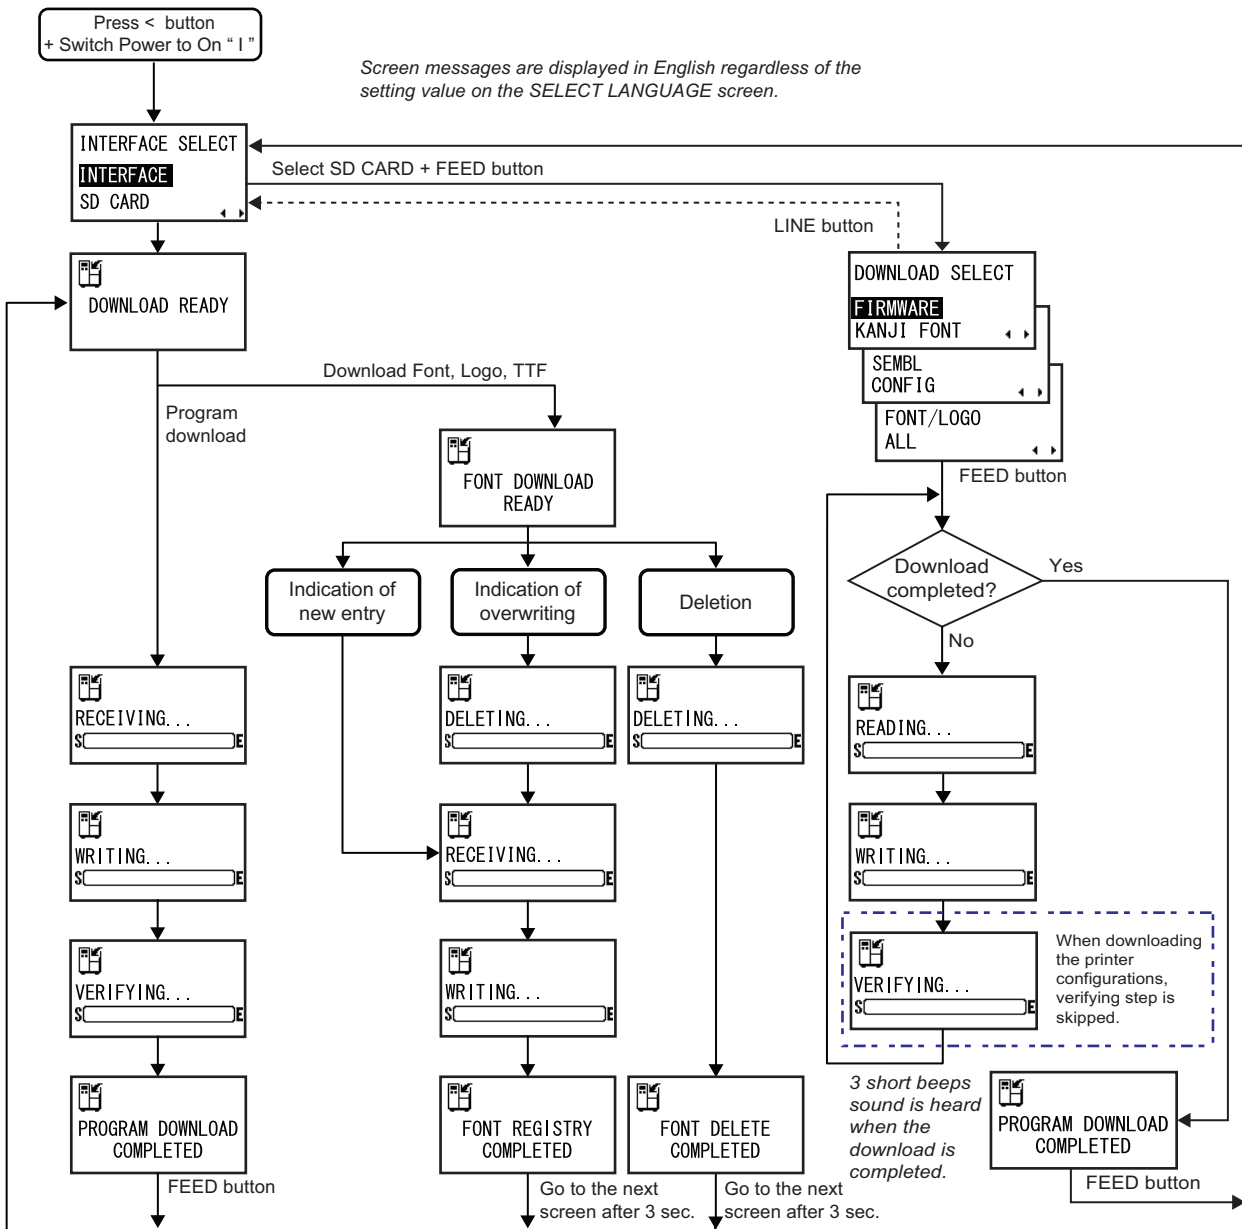 Press < button
+ Switch Power to On “ I ”
Screen messages are displayed in English regardless of the
setting value on the SELECT LANGUAGE screen.
INTERFACE SELECT
INTERFACE
SD CARD
Select SD CARD + FEED button
LINE button
DOWNLOAD SELECT
FIRMWARE
KANJI FONT
SEMBL
CONFIG
FONT/LOGO
ALL
FEED button
DOWNLOAD READY
Download Font, Logo, TTF
Program
download
FONT DOWNLOAD
READY
Indication of
new entry
Indication of
overwriting
Deletion
Download
completed?
Yes
No
RECEIVING...
S E
DELETING...
S E
DELETING...
S E
READING...
S E
WRITING...
S E
RECEIVING...
S E
WRITING...
S E
VERIFYING...
S E
WRITING...
S E
VERIFYING...
S E
When downloading
the printer
configurations,
verifying step is
skipped.
PROGRAM DOWNLOAD
COMPLETED
FONT REGISTRY
COMPLETED
FONT DELETE
COMPLETED
3 short beeps
sound is heard
when the
download is
completed.
PROGRAM DOWNLOAD
COMPLETED
FEED button
Go to the next
screen after 3 sec.
Go to the next
screen after 3 sec.
FEED button